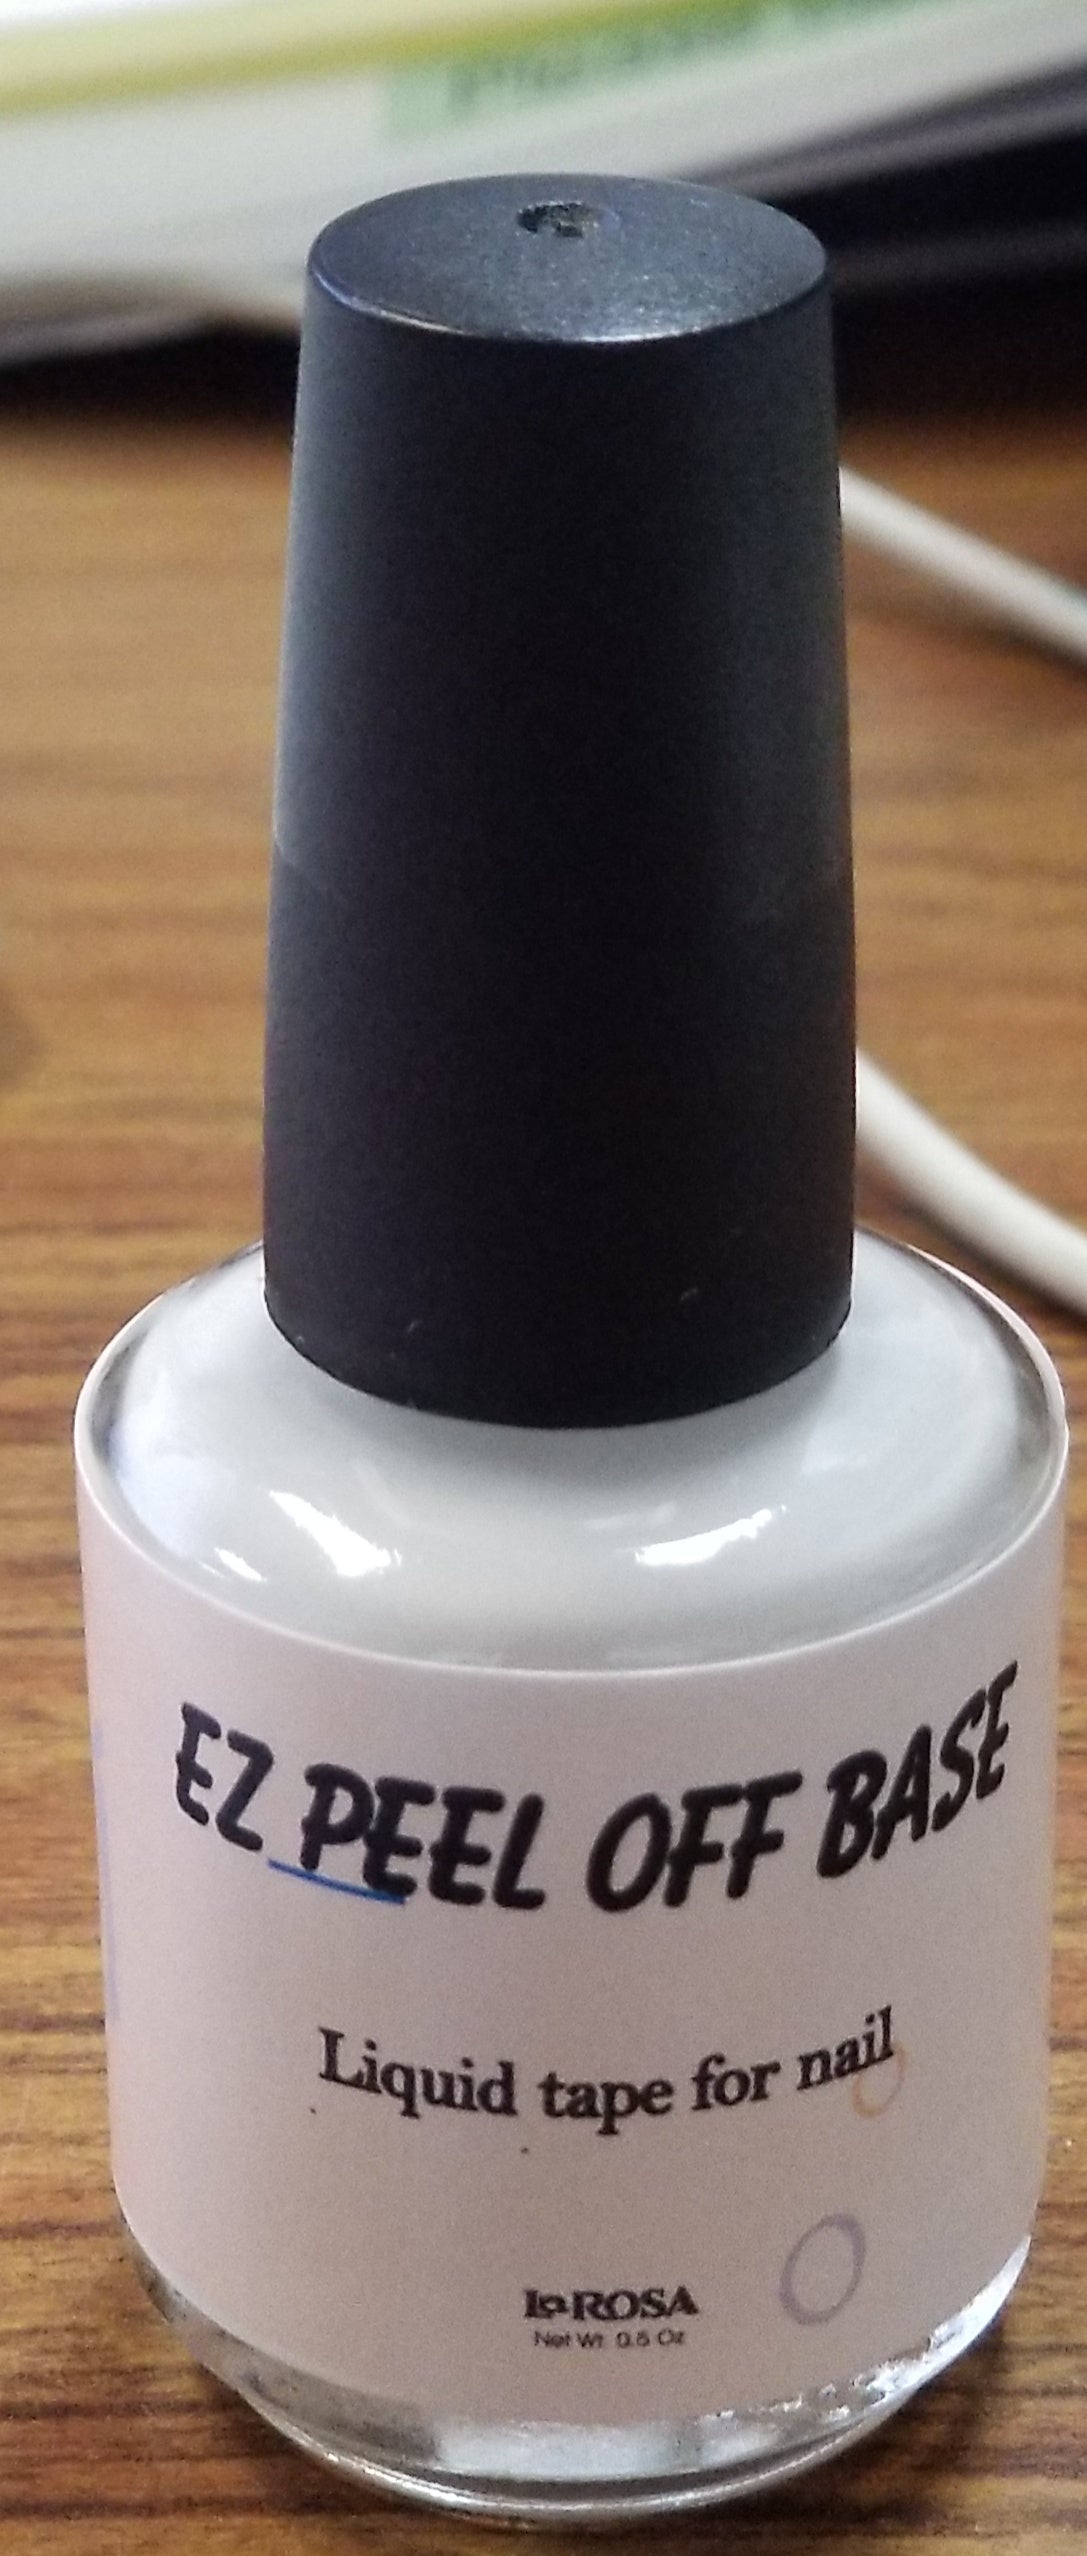 EZ PEEL OFF BASE
Liquid tape for nail
LaROSA
Net Wt. 0.5 Oz